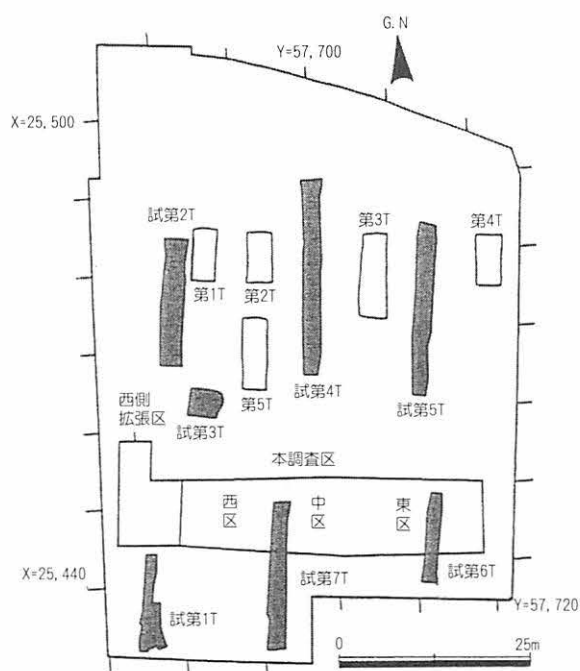 G.N
Y=57,700
X=25,500
試第2T
第3T
第4T
第1T
第2T
試第4T
第5T
試第5T
西側
拡張区
試第3T
本調査区
西区
中区
東区
X=25,440
試第7T
試第6T
試第1T
Y=57,720
0
25m